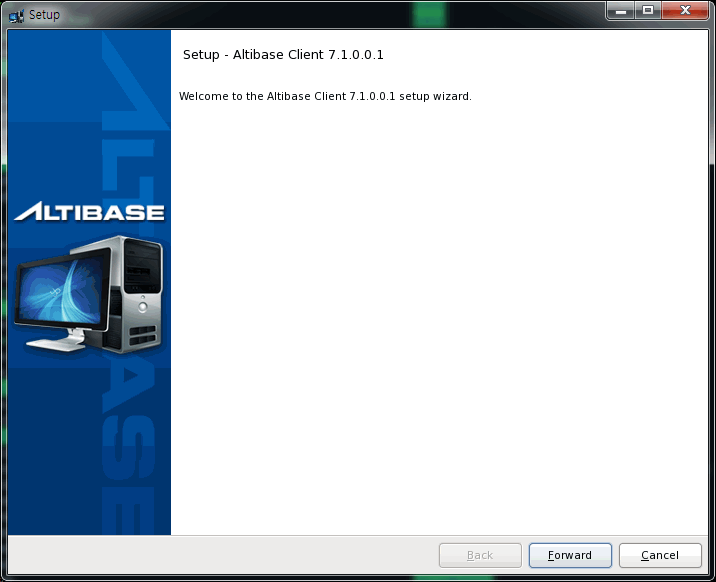 Setup
Setup - Altibase Client 7.1.0.0.1
Welcome to the Altibase Client 7.1.0.0.1 setup wizard.
ALTIBASE
ALTIBASE
Back
Forward
Cancel